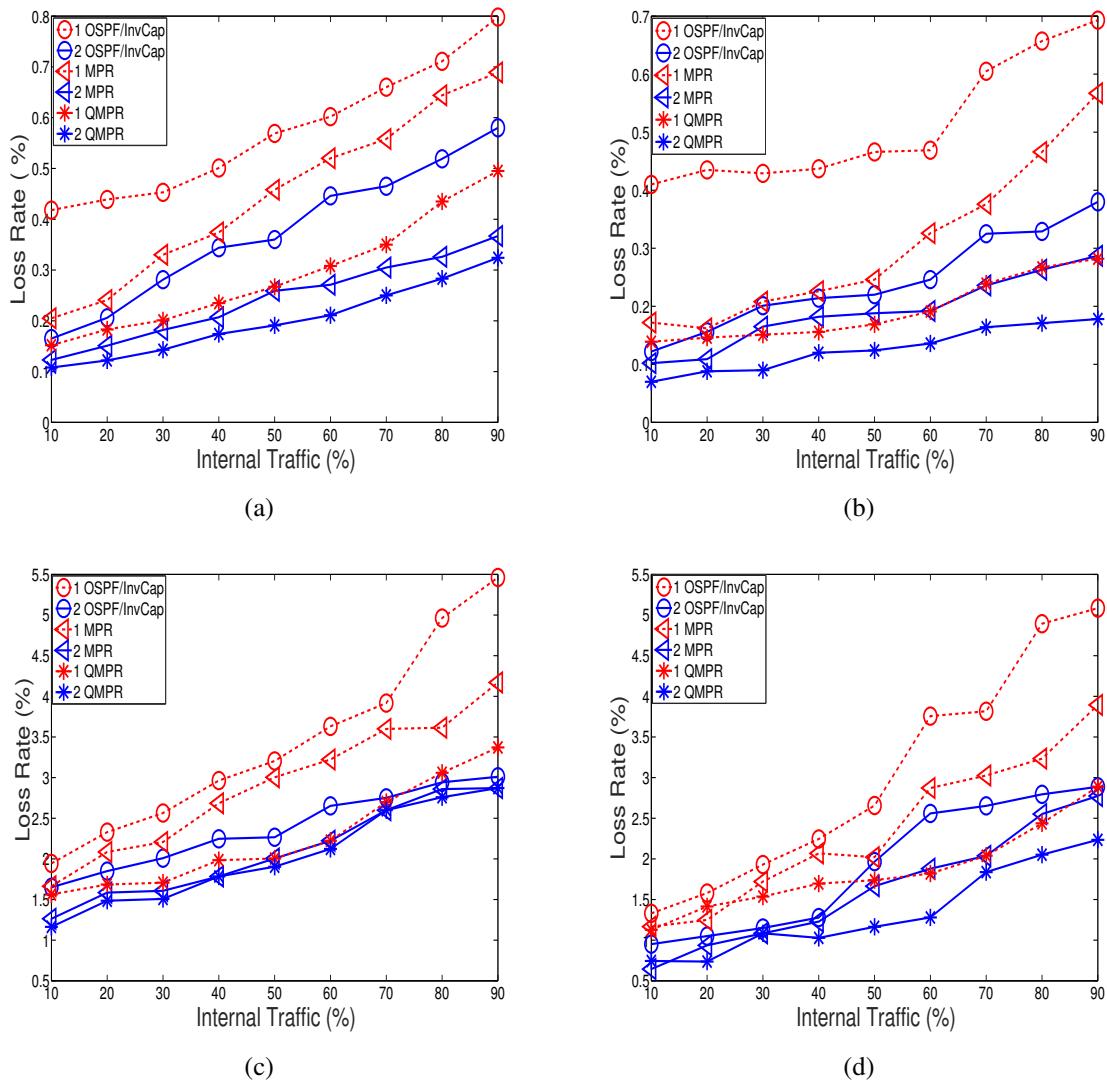 0.8
0.7
0.6
0.5
0.4
0.3
0.2
0.1
0
Loss Rate ( %)
1 OSPF/InvCap
2 OSPF/InvCap
1 MPR
2 MPR
1 QMPR
2 QMPR
10 20 30 40 50 60 70 80 90
Internal Traffic (%)
(a)
0.7
0.6
0.5
0.4
0.3
0.2
0.1
0
Loss Rate (%)
1 OSPF/InvCap
2 OSPF/InvCap
1 MPR
2 MPR
1 QMPR
2 QMPR
10 20 30 40 50 60 70 80 90
Internal Traffic (%)
(b)
5.5
5
4.5
4
3.5
3
2.5
2
1.5
1
0.5
Loss Rate (%)
1 OSPF/InvCap
2 OSPF/InvCap
1 MPR
2 MPR
1 QMPR
2 QMPR
10 20 30 40 50 60 70 80 90
Internal Traffic (%)
(c)
5.5
5
4.5
4
3.5
3
2.5
2
1.5
1
0.5
Loss Rate (%)
1 OSPF/InvCap
2 OSPF/InvCap
1 MPR
2 MPR
1 QMPR
2 QMPR
10 20 30 40 50 60 70 80 90
Internal Traffic (%)
(d)